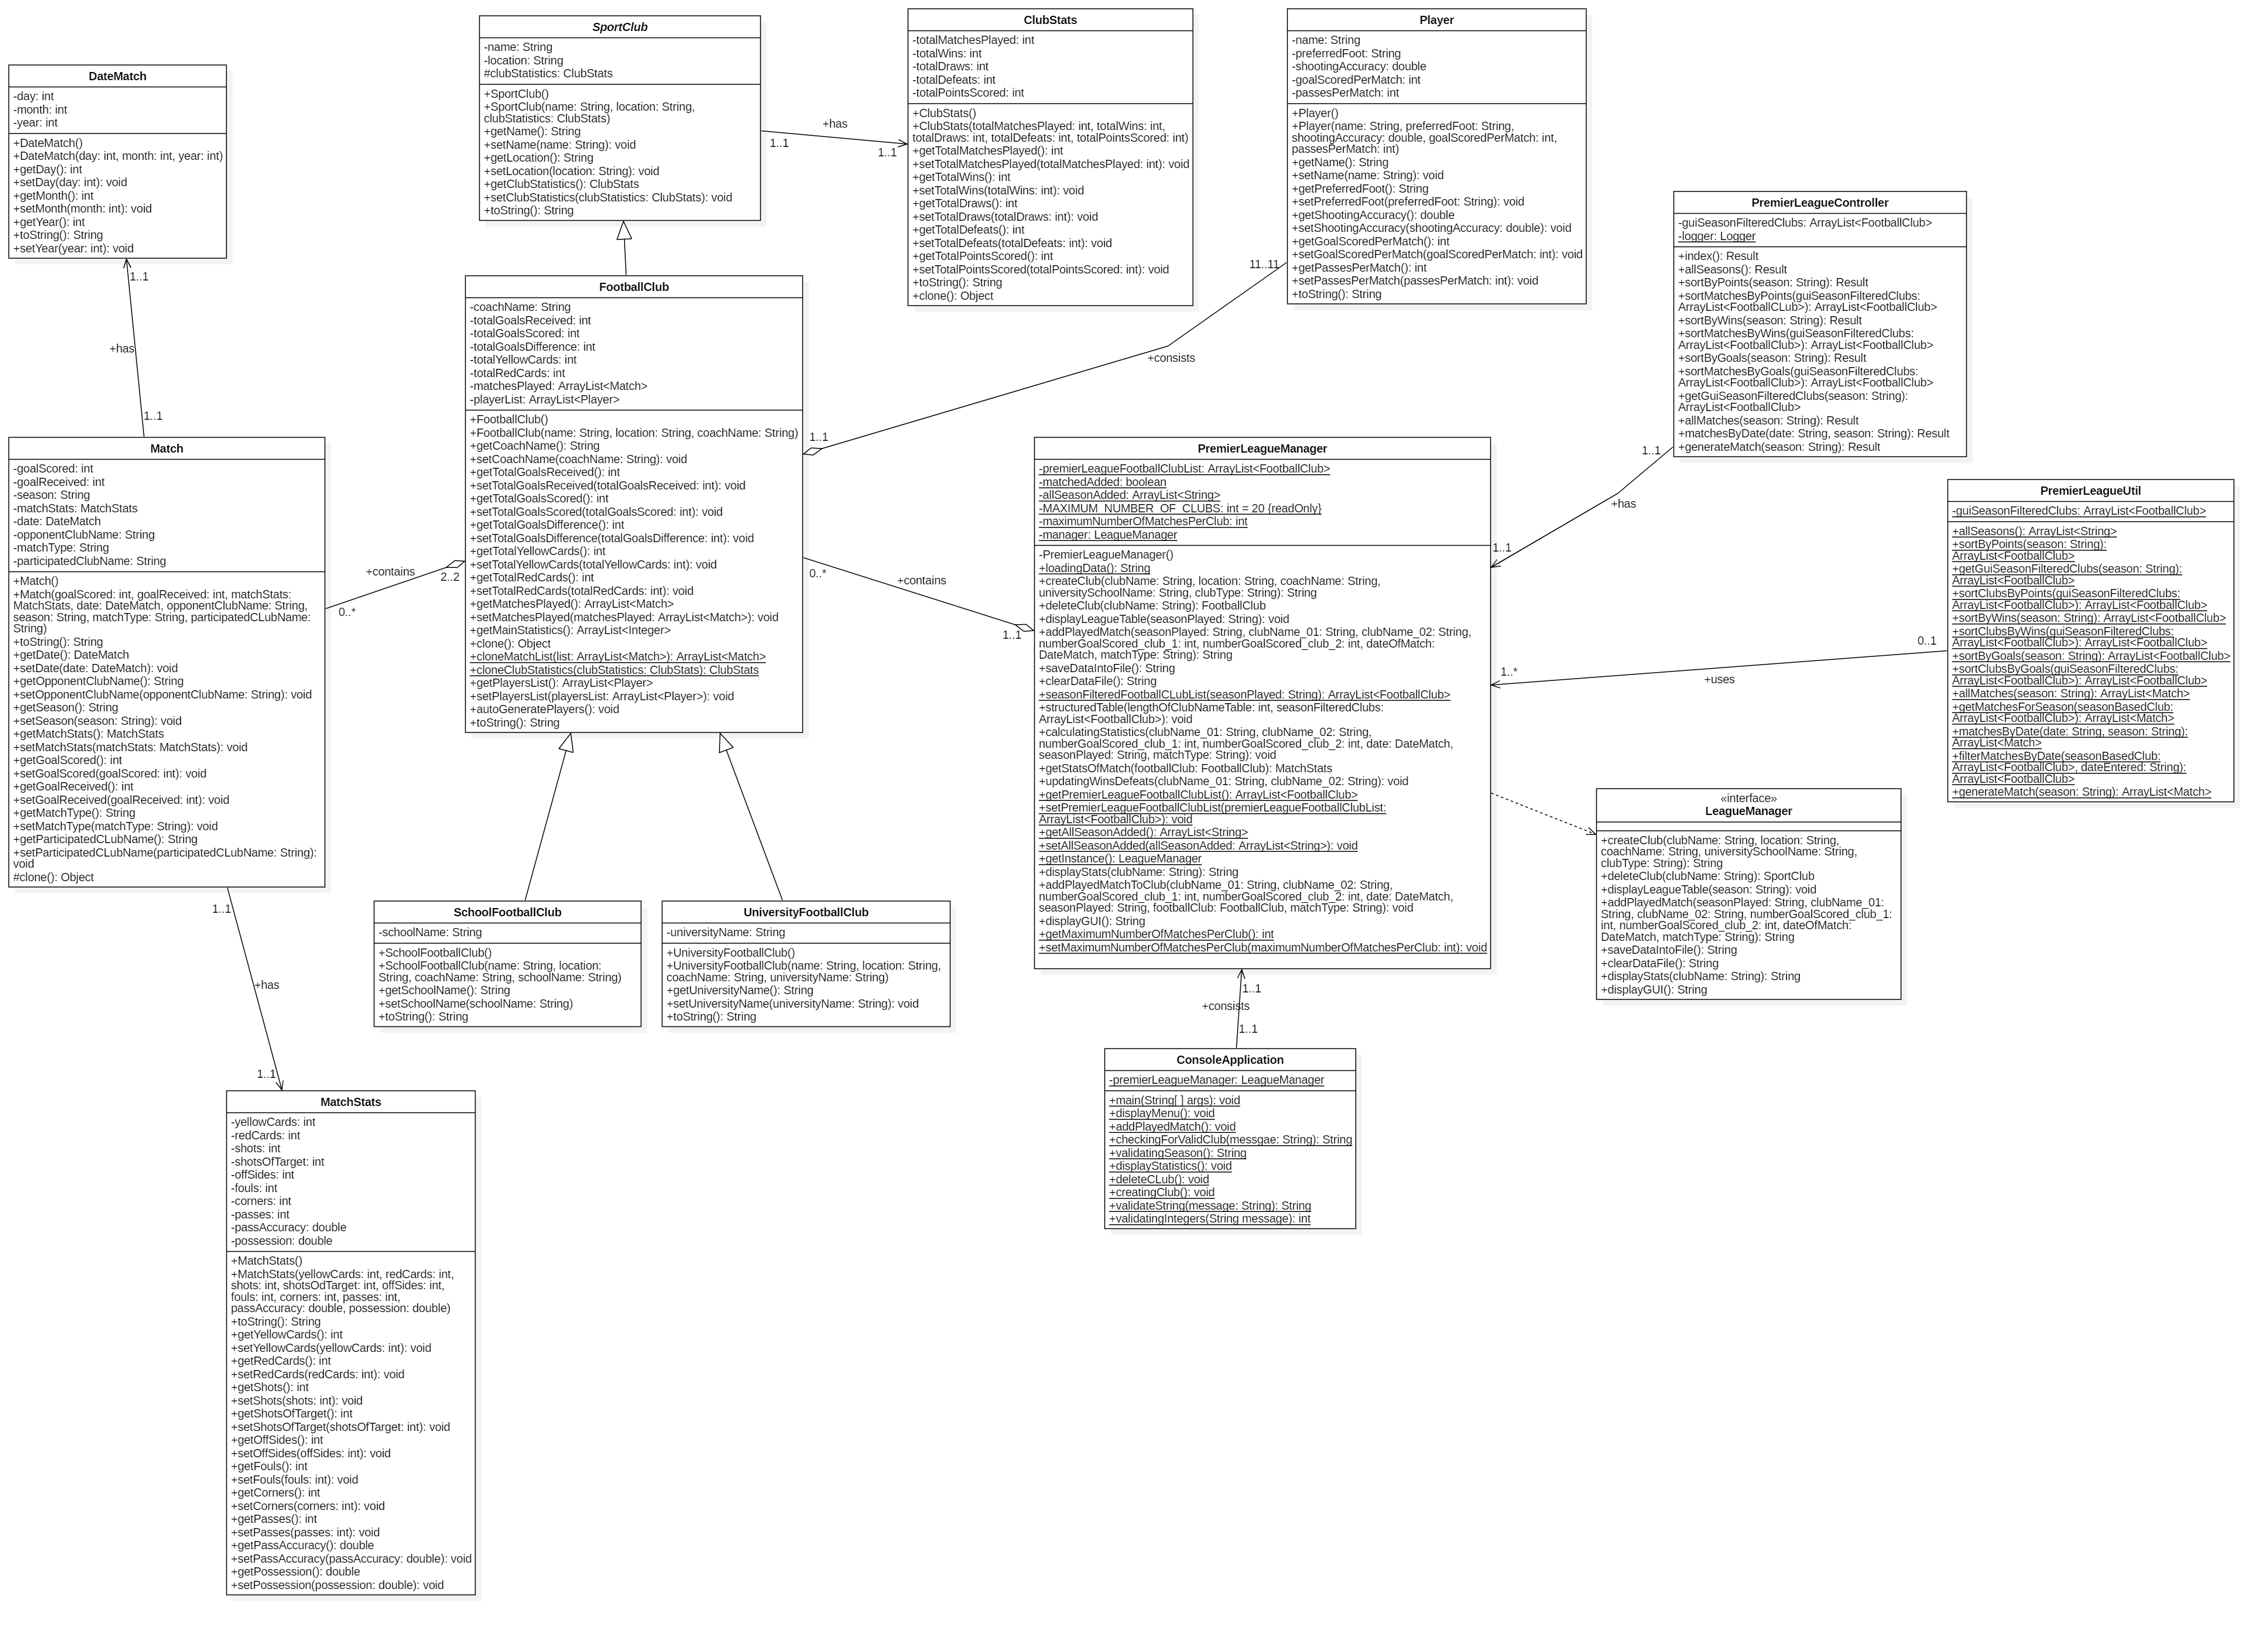 SportClub
-name: String
-location: String
#clubStatistics: ClubStats
+SportClub()
+SportClub(name: String, location: String,
clubStatistics: ClubStats)
+getName(): String
+setName(name: String): void
+getLocation(): String
+setLocation(location: String): void
+getClubStatistics(): ClubStats
+setClubStatistics(clubStatistics: ClubStats): void
+toString(): String
+has
1..1
1..1
ClubStats
-totalMatchesPlayed: int
-totalWins: int
-totalDraws: int
-totalDefeats: int
-totalPointsScored: int
+ClubStats()
+ClubStats(totalMatchesPlayed: int, totalWins: int,
totalDraws: int, totalDefeats: int, totalPointsScored: int)
+getTotalMatchesPlayed(): int
+setTotalMatchesPlayed(totalMatchesPlayed: int): void
+getTotalWins(): int
+setTotalWins(totalWins: int): void
+getTotalDraws(): int
+setTotalDraws(totalDraws: int): void
+getTotalDefeats(): int
+setTotalDefeats(totalDefeats: int): void
+getTotalPointsScored(): int
+setTotalPointsScored(totalPointsScored: int): void
+toString(): String
+clone(): Object
Player
-name: String
-preferredFoot: String
-shootingAccuracy: double
-goalScoredPerMatch: int
-passesPerMatch: int
+Player()
+Player(name: String, preferredFoot: String,
shootingAccuracy: double, goalScoredPerMatch: int,
passesPerMatch: int)
+getName(): String
+setName(name: String): void
+getPreferredFoot(): String
+setPreferredFoot(preferredFoot: String): void
+getShootingAccuracy(): double
+setShootingAccuracy(shootingAccuracy: double): void
+getGoalScoredPerMatch(): int
+setGoalScoredPerMatch(goalScoredPerMatch: int): void
+getPassesPerMatch(): int
+setPassesPerMatch(passesPerMatch: int): void
+toString(): String
11..11
+consists
1..1
DateMatch
-day: int
-month: int
-year: int
+DateMatch()
+DateMatch(day: int, month: int, year: int)
+getDay(): int
+setDay(day: int): void
+getMonth(): int
+setMonth(month: int): void
+getYear(): int
+toString(): String
+setYear(year: int): void
1..1
+has
1..1
FootballClub
-coachName: String
-totalGoalsReceived: int
-totalGoalsScored: int
-totalGoalsDifference: int
-totalYellowCards: int
-totalRedCards: int
-matchesPlayed: ArrayList<Match>
-playerList: ArrayList<Player>
+FootballClub()
+FootballClub(name: String, location: String, coachName: String)
+getCoachName(): String
+setCoachName(coachName: String): void
+getTotalGoalsReceived(): int
+setTotalGoalsReceived(totalGoalsReceived: int): void
+getTotalGoalsScored(): int
+setTotalGoalsScored(totalGoalsScored: int): void
+getTotalGoalsDifference(): int
+setTotalGoalsDifference(totalGoalsDifference: int): void
+getTotalYellowCards(): int
+setTotalYellowCards(totalYellowCards: int): void
+getTotalRedCards(): int
+setTotalRedCards(totalRedCards: int): void
+getMatchesPlayed(): ArrayList<Match>
+setMatchesPlayed(matchesPlayed: ArrayList<Match>): void
+getMainStatistics(): ArrayList<Integer>
+clone(): Object
+cloneMatchList(list: ArrayList<Match>): ArrayList<Match>
+cloneClubStatistics(clubStatistics: ClubStats): ClubStats
+getPlayersList(): ArrayList<Player>
+setPlayersList(playersList: ArrayList<Player>): void
+autoGeneratePlayers(): void
+toString(): String
Match
-goalScored: int
-goalReceived: int
-season: String
-matchStats: MatchStats
-date: DateMatch
-opponentClubName: String
-matchType: String
-participatedClubName: String
+Match()
+Match(goalScored: int, goalReceived: int, matchStats:
MatchStats, date: DateMatch, opponentClubName: String,
season: String, matchType: String, participatedCLubName:
String)
+toString(): String
+getDate(): DateMatch
+setDate(date: DateMatch): void
+getOpponentClubName(): String
+setOpponentClubName(opponentClubName: String): void
+getSeason(): String
+setSeason(season: String): void
+getMatchStats(): MatchStats
+setMatchStats(matchStats: MatchStats): void
+getGoalScored(): int
+setGoalScored(goalScored: int): void
+getGoalReceived(): int
+setGoalReceived(goalReceived: int): void
+getMatchType(): String
+setMatchType(matchType: String): void
+getParticipatedCLubName(): String
+setParticipatedCLubName(participatedCLubName: String):
void
#clone(): Object
+contains
2..2
0..*
0..*
+contains
1..1
PremierLeagueManager
-premierLeagueFootballClubList: ArrayList<FootballClub>
-matchedAdded: boolean
-allSeasonAdded: ArrayList<String>
-MAXIMUM_NUMBER_OF_CLUBS: int = 20 {readOnly}
-maximumNumberOfMatchesPerClub: int
-manager: LeagueManager
-PremierLeagueManager()
+loadingData(): String
+createClub(clubName: String, location: String, coachName: String,
universitySchoolName: String, clubType: String): String
+deleteClub(clubName: String): FootballClub
+displayLeagueTable(seasonPlayed: String): void
+addPlayedMatch(seasonPlayed: String, clubName_01: String, clubName_02: String,
numberGoalScored_club_1: int, numberGoalScored_club_2: int, dateOfMatch:
DateMatch, matchType: String): String
+saveDataIntoFile(): String
+clearDataFile(): String
+seasonFilteredFootballCLubList(seasonPlayed: String): ArrayList<FootballClub>
+structuredTable(lengthOfClubNameTable: int, seasonFilteredClubs:
ArrayList<FootballClub>): void
+calculatingStatistics(clubName_01: String, clubName_02: String,
numberGoalScored_club_1: int, numberGoalScored_club_2: int, date: DateMatch,
seasonPlayed: String, matchType: String): void
+getStatsOfMatch(footballClub: FootballClub): MatchStats
+updatingWinsDefeats(clubName_01: String, clubName_02: String): void
+getPremierLeagueFootballClubList(): ArrayList<FootballClub>
+setPremierLeagueFootballClubList(premierLeagueFootballClubList:
ArrayList<FootballClub>): void
+getAllSeasonAdded(): ArrayList<String>
+setAllSeasonAdded(allSeasonAdded: ArrayList<String>): void
+getInstance(): LeagueManager
+displayStats(clubName: String): String
+addPlayedMatchToClub(clubName_01: String, clubName_02: String,
numberGoalScored_club_1: int, numberGoalScored_club_2: int, date: DateMatch,
seasonPlayed: String, footballClub: FootballClub, matchType: String): void
+displayGUI(): String
+getMaximumNumberOfMatchesPerClub(): int
+setMaximumNumberOfMatchesPerClub(maximumNumberOfMatchesPerClub: int): void
PremierLeagueController
-guiSeasonFilteredClubs: ArrayList<FootballClub>
-logger: Logger
+index(): Result
+allSeasons(): Result
+sortByPoints(season: String): Result
+sortMatchesByPoints(guiSeasonFilteredClubs:
ArrayList<FootballCLub>): ArrayList<FootballClub>
+sortByWins(season: String): Result
+sortMatchesByWins(guiSeasonFilteredClubs:
ArrayList<FootballClub>): ArrayList<FootballClub>
+sortByGoals(season: String): Result
+sortMatchesByGoals(guiSeasonFilteredClubs:
ArrayList<FootballClub>): ArrayList<FootballClub>
+getGuiSeasonFilteredClubs(season: String):
ArrayList<FootballClub>
+allMatches(season: String): Result
+matchesByDate(date: String, season: String): Result
+generateMatch(season: String): Result
1..1
+has
1..1
PremierLeagueUtil
-guiSeasonFilteredClubs: ArrayList<FootballClub>
+allSeasons(): ArrayList<String>
+sortByPoints(season: String):
ArrayList<FootballClub>
+getGuiSeasonFilteredClubs(season: String):
ArrayList<FootballClub>
+sortClubsByPoints(guiSeasonFilteredClubs:
ArrayList<FootballClub>): ArrayList<FootballClub>
+sortByWins(season: String): ArrayList<FootballClub>
+sortClubsByWins(guiSeasonFilteredClubs:
ArrayList<FootballClub>): ArrayList<FootballClub>
+sortByGoals(season: String): ArrayList<FootballClub>
+sortClubsByGoals(guiSeasonFilteredClubs:
ArrayList<FootballClub>): ArrayList<FootballClub>
+allMatches(season: String): ArrayList<Match>
+getMatchesForSeason(seasonBasedClub:
ArrayList<FootballClub>): ArrayList<Match>
+matchesByDate(date: String, season: String):
ArrayList<Match>
+filterMatchesByDate(seasonBasedClub:
ArrayList<FootballClub>, dateEntered: String):
ArrayList<FootballClub>
+generateMatch(season: String): ArrayList<Match>
0..1
1..*
+uses
«interface»
LeagueManager
+createClub(clubName: String, location: String,
coachName: String, universitySchoolName: String,
clubType: String): String
+deleteClub(clubName: String): SportClub
+displayLeagueTable(season: String): void
+addPlayedMatch(seasonPlayed: String, clubName_01:
String, clubName_02: String, numberGoalScored_club_1:
int, numberGoalScored_club_2: int, dateOfMatch:
DateMatch, matchType: String): String
+saveDataIntoFile(): String
+clearDataFile(): String
+displayStats(clubName: String): String
+displayGUI(): String
SchoolFootballClub
-schoolName: String
+SchoolFootballClub()
+SchoolFootballClub(name: String, location:
String, coachName: String, schoolName: String)
+getSchoolName(): String
+setSchoolName(schoolName: String)
+toString(): String
UniversityFootballClub
-universityName: String
+UniversityFootballClub()
+UniversityFootballClub(name: String, location: String,
coachName: String, universityName: String)
+getUniversityName(): String
+setUniversityName(universityName: String): void
+toString(): String
1..1
+has
1..1
1..1
+consists
1..1
ConsoleApplication
-premierLeagueManager: LeagueManager
+main(String[ ] args): void
+displayMenu(): void
+addPlayedMatch(): void
+checkingForValidClub(messgae: String): String
+validatingSeason(): String
+displayStatistics(): void
+deleteCLub(): void
+creatingClub(): void
+validateString(message: String): String
+validatingIntegers(String message): int
MatchStats
-yellowCards: int
-redCards: int
-shots: int
-shotsOfTarget: int
-offSides: int
-fouls: int
-corners: int
-passes: int
-passAccuracy: double
-possession: double
+MatchStats()
+MatchStats(yellowCards: int, redCards: int,
shots: int, shotsOdTarget: int, offSides: int,
fouls: int, corners: int, passes: int,
passAccuracy: double, possession: double)
+toString(): String
+getYellowCards(): int
+setYellowCards(yellowCards: int): void
+getRedCards(): int
+setRedCards(redCards: int): void
+getShots(): int
+setShots(shots: int): void
+getShotsOfTarget(): int
+setShotsOfTarget(shotsOfTarget: int): void
+getOffSides(): int
+setOffSides(offSides: int): void
+getFouls(): int
+setFouls(fouls: int): void
+getCorners(): int
+setCorners(corners: int): void
+getPasses(): int
+setPasses(passes: int): void
+getPassAccuracy(): double
+setPassAccuracy(passAccuracy: double): void
+getPossession(): double
+setPossession(possession: double): void